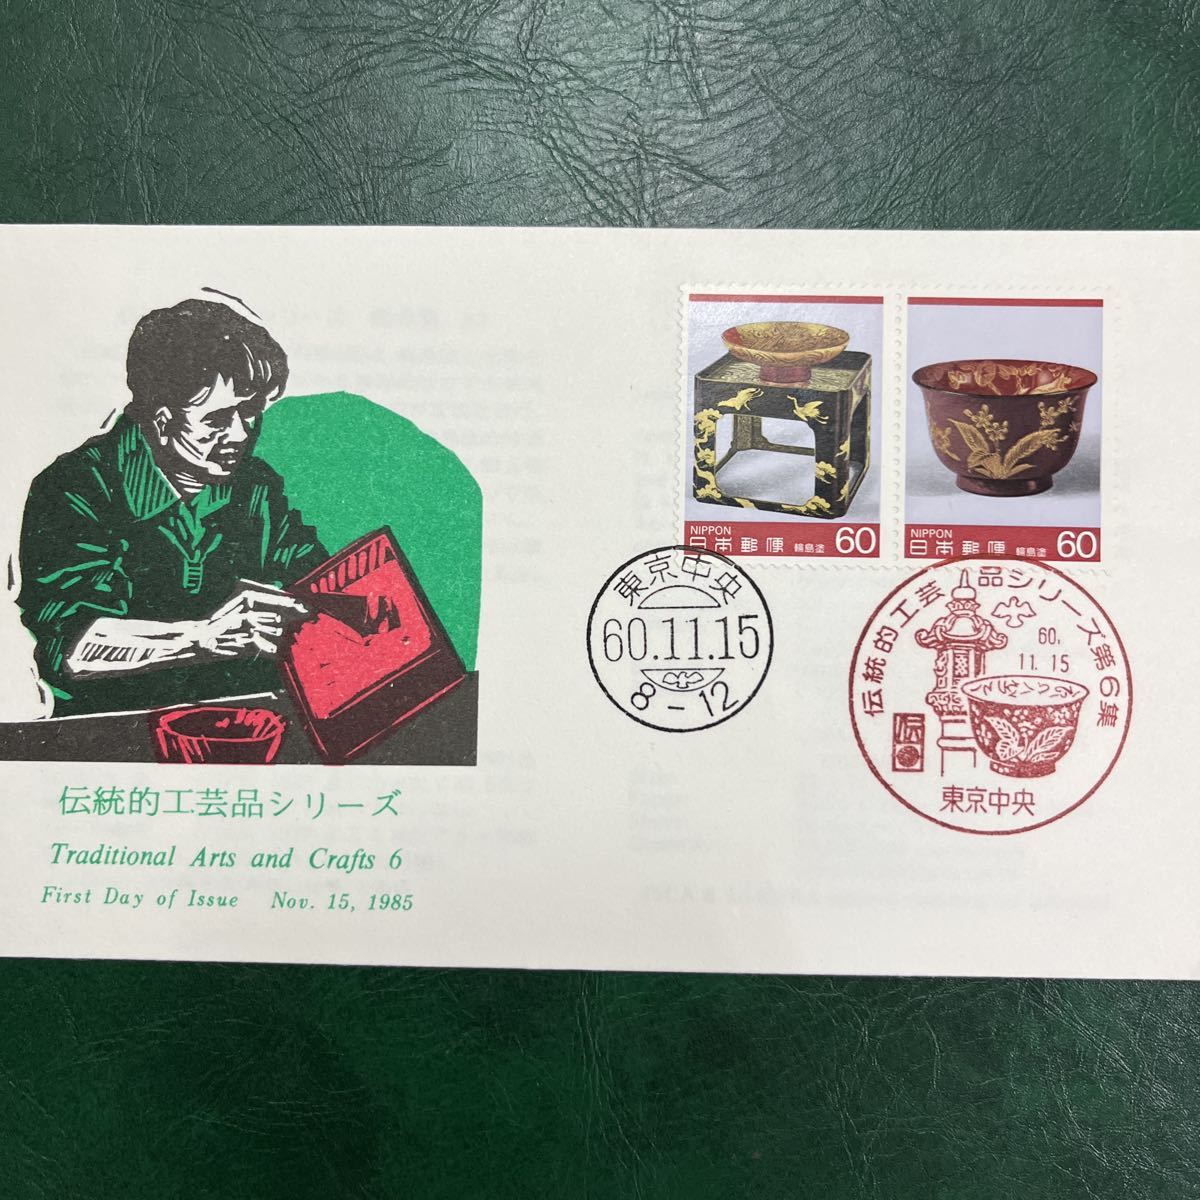 NIPPON
日本郵便 輪島塗 60
NIPPON
日本郵便 輪島塗 60
東京中央
60.11.15
8-12
伝統的工芸品シリーズ第6集
60.
11.15
伝
東京中央
伝統的工芸品シリーズ
Traditional Arts and Crafts 6
First Day of Issue Nov. 15, 1985